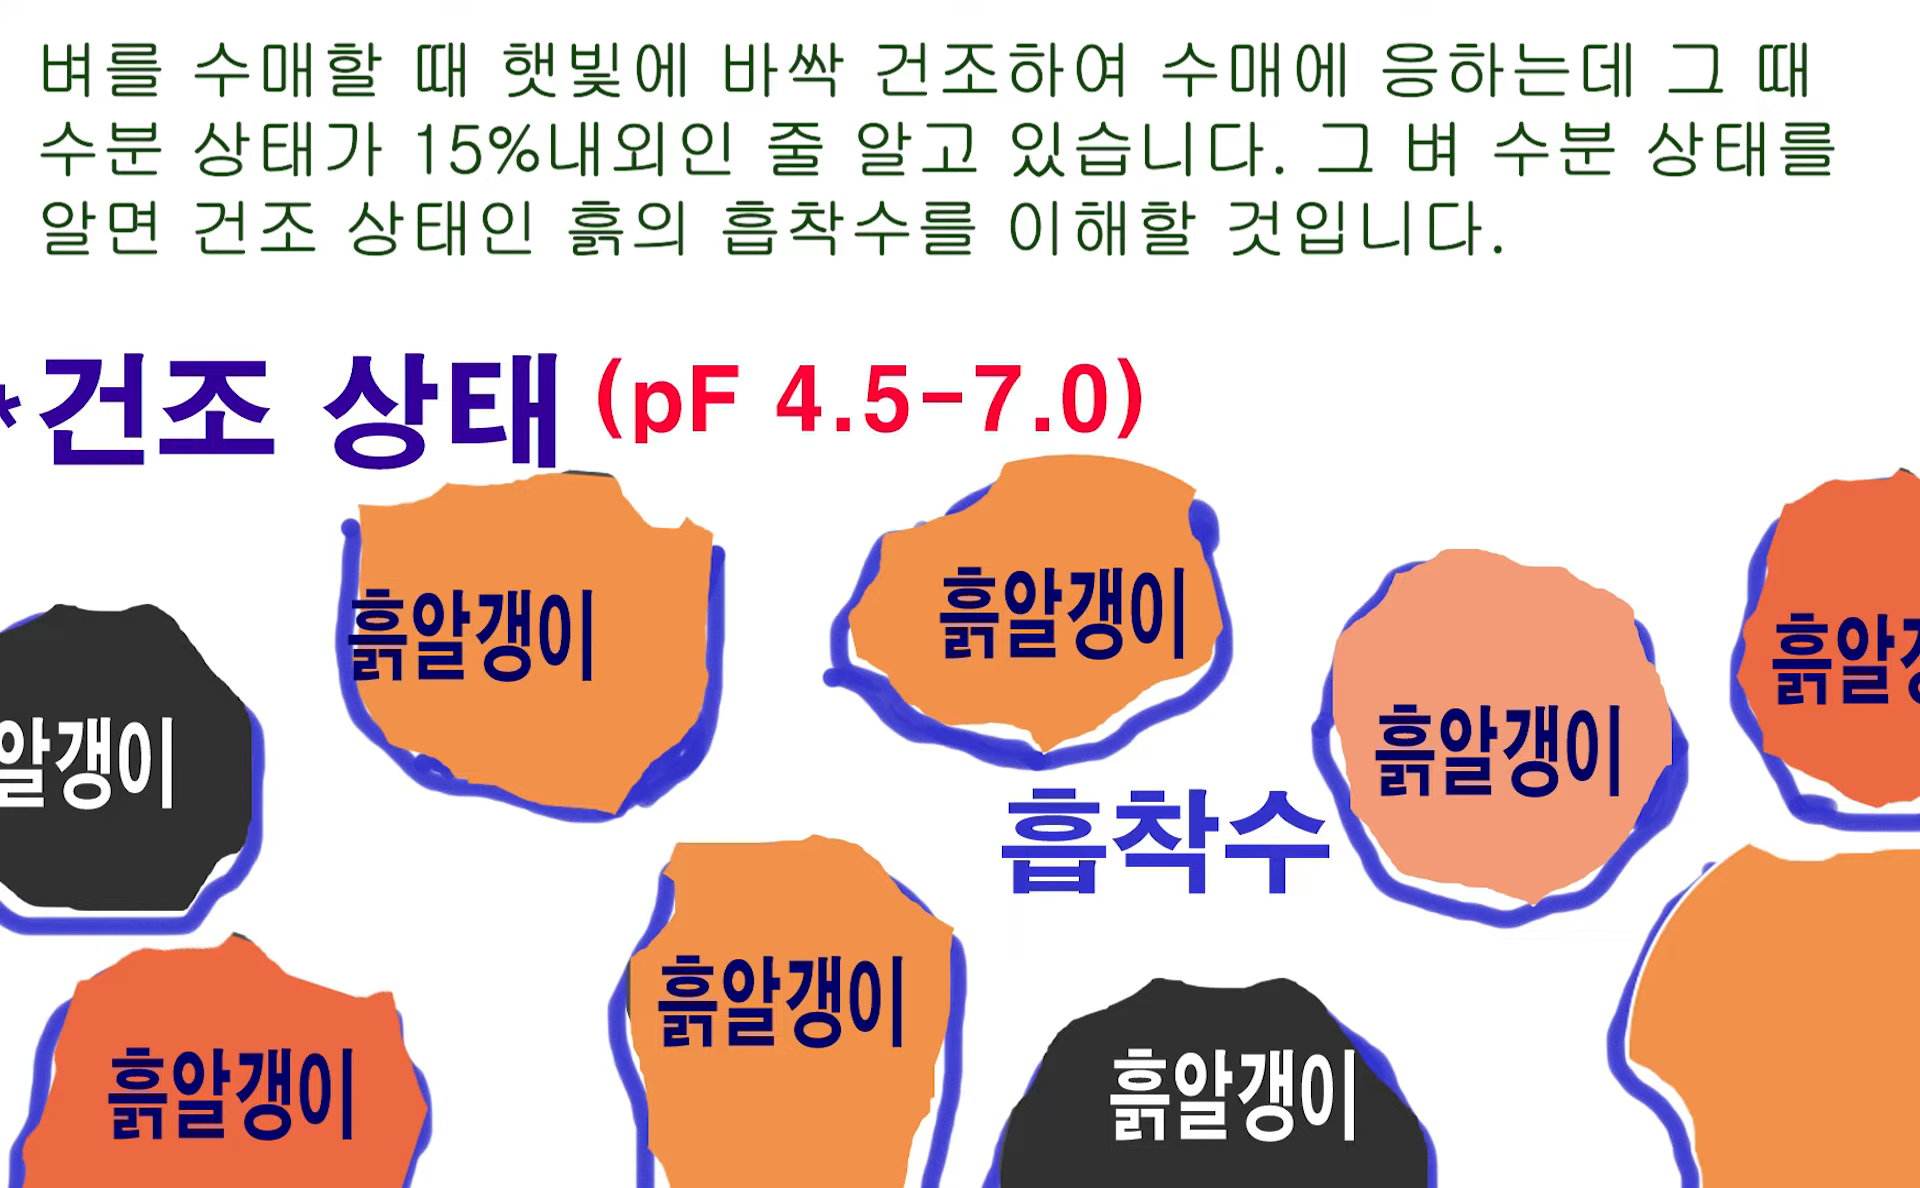 벼를 수매할 때 햇빛에 바싹 건조하여 수매에 응하는데 그 때
수분 상태가 15%내외인 줄 알고 있습니다. 그 벼 수분 상태를
알면 건조 상태인 흙의 흡착수를 이해할 것입니다.
*건조 상태 (pF 4.5-7.0)
흙알갱이
흙알갱이
흙알갱
알갱이
흙알갱이
흡착수
흙알갱이
흙알갱이
흙알갱이